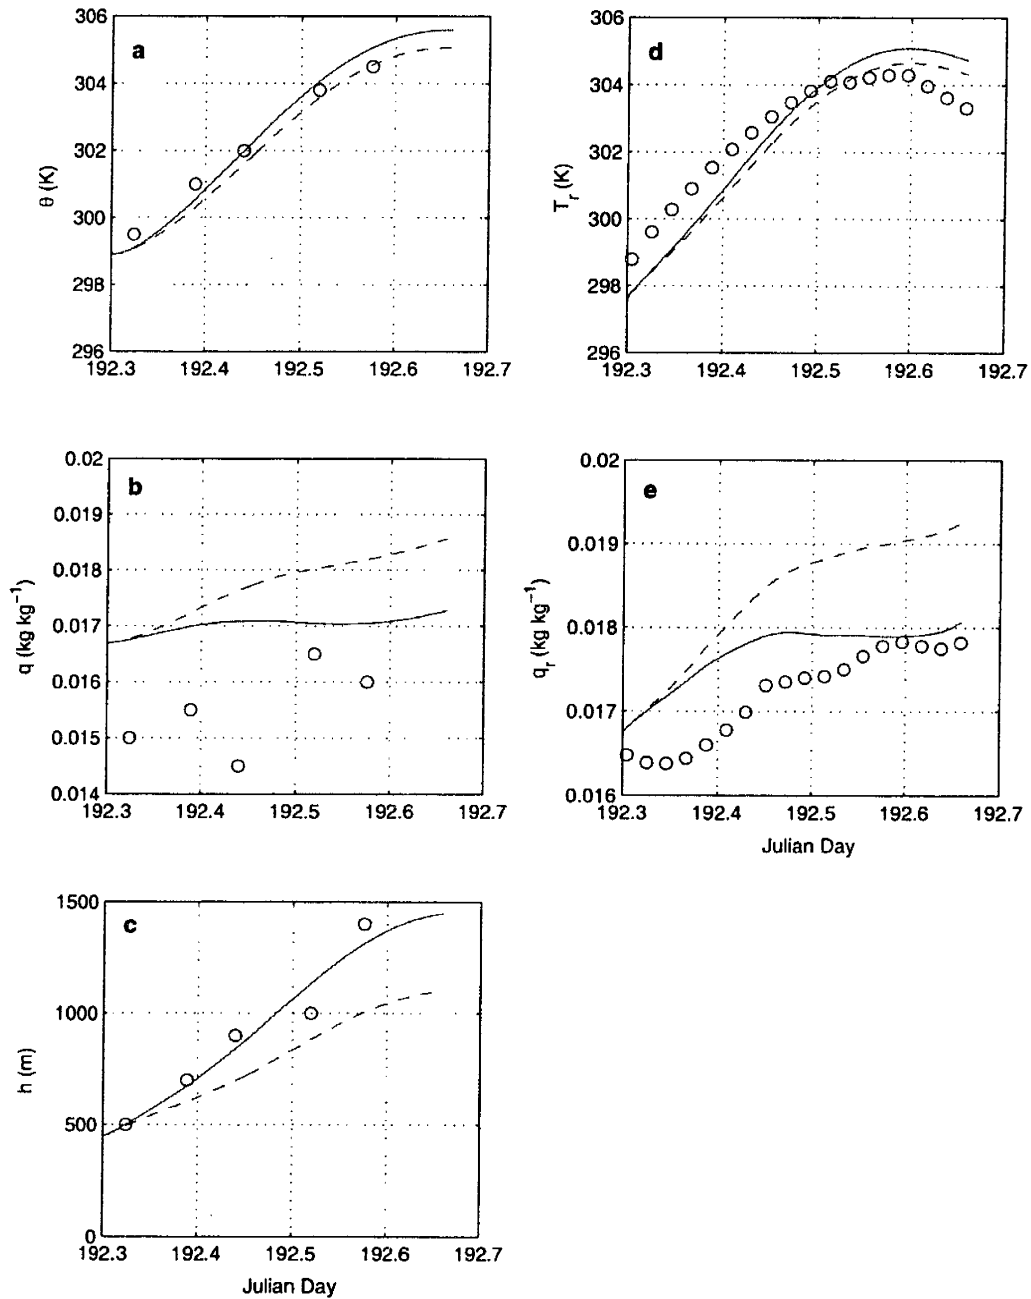 a
306
304
302
300
298
296
θ (K)
192.3 192.4 192.5 192.6 192.7
d
306
304
302
300
298
296
T_r (K)
192.3 192.4 192.5 192.6 192.7
b
0.02
0.019
0.018
0.017
0.016
0.015
0.014
q (kg kg⁻¹)
192.3 192.4 192.5 192.6 192.7
e
0.02
0.019
0.018
0.017
0.016
q_r (kg kg⁻¹)
192.3 192.4 192.5 192.6 192.7
Julian Day
c
1500
1000
500
0
h (m)
192.3 192.4 192.5 192.6 192.7
Julian Day